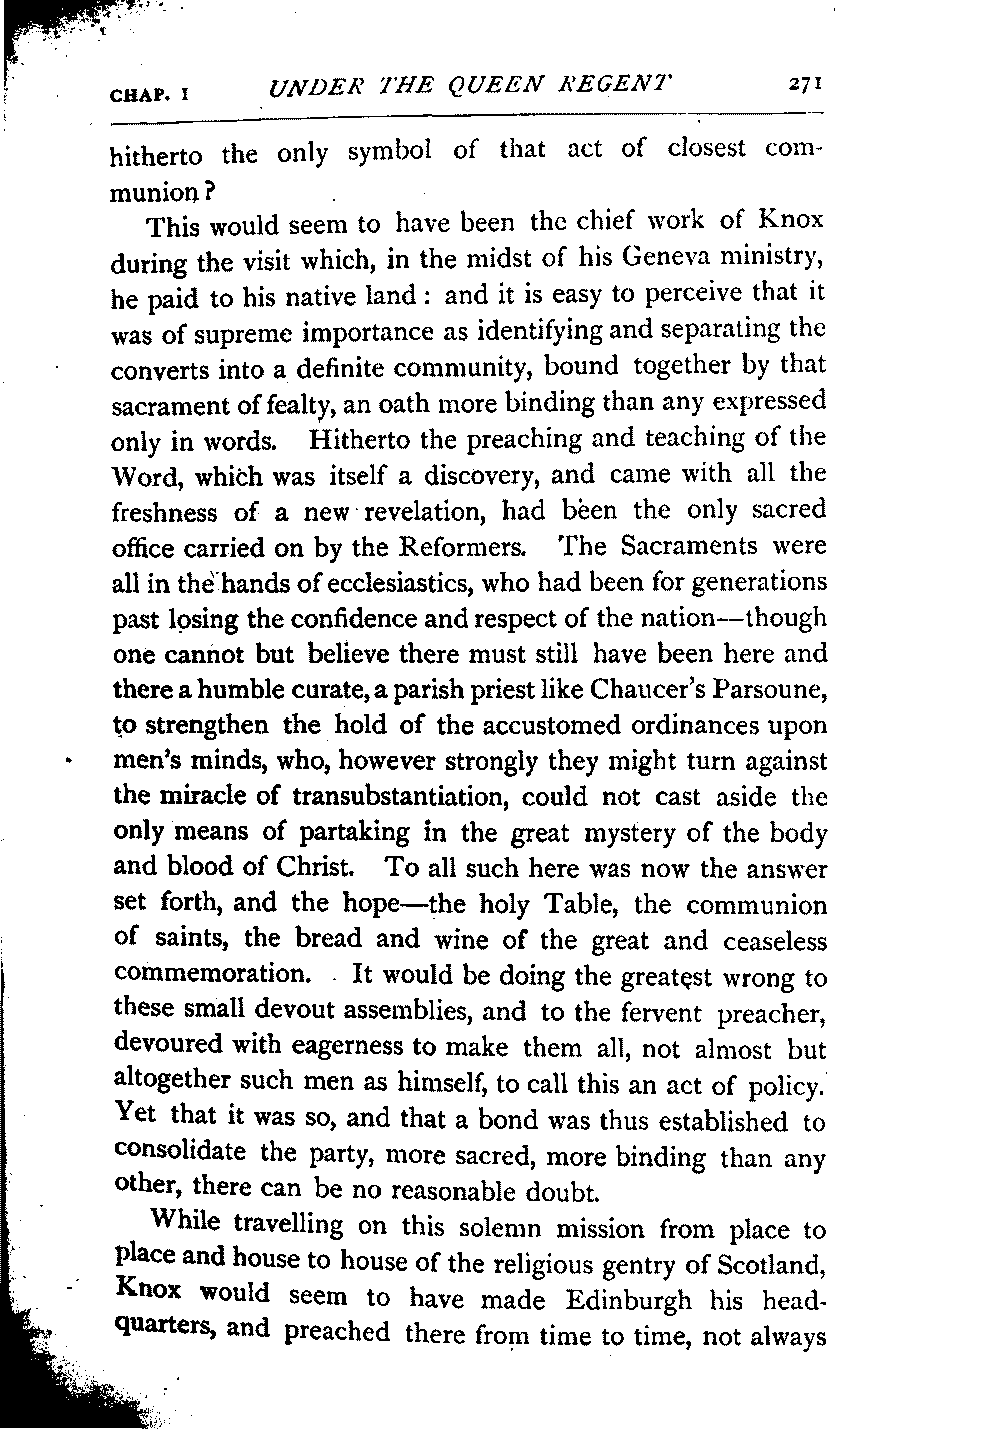 CHAP. I UNDER THE QUEEN REGENT 271
hitherto the only symbol of that act of closest com-
munion?
This would seem to have been the chief work of Knox
during the visit which, in the midst of his Geneva ministry,
he paid to his native land: and it is easy to perceive that it
was of supreme importance as identifying and separating the
converts into a definite community, bound together by that
sacrament of fealty, an oath more binding than any expressed
only in words. Hitherto the preaching and teaching of the
Word, which was itself a discovery, and came with all the
freshness of a new revelation, had been the only sacred
office carried on by the Reformers. The Sacraments were
all in the hands of ecclesiastics, who had been for generations
past losing the confidence and respect of the nation—though
one cannot but believe there must still have been here and
there a humble curate, a parish priest like Chaucer's Parsoune,
to strengthen the hold of the accustomed ordinances upon
men's minds, who, however strongly they might turn against
the miracle of transubstantiation, could not cast aside the
only means of partaking in the great mystery of the body
and blood of Christ. To all such here was now the answer
set forth, and the hope—the holy Table, the communion
of saints, the bread and wine of the great and ceaseless
commemoration. It would be doing the greatest wrong to
these small devout assemblies, and to the fervent preacher,
devoured with eagerness to make them all, not almost but
altogether such men as himself, to call this an act of policy.
Yet that it was so, and that a bond was thus established to
consolidate the party, more sacred, more binding than any
other, there can be no reasonable doubt.
While travelling on this solemn mission from place to
place and house to house of the religious gentry of Scotland,
Knox would seem to have made Edinburgh his head-
quarters, and preached there from time to time, not always